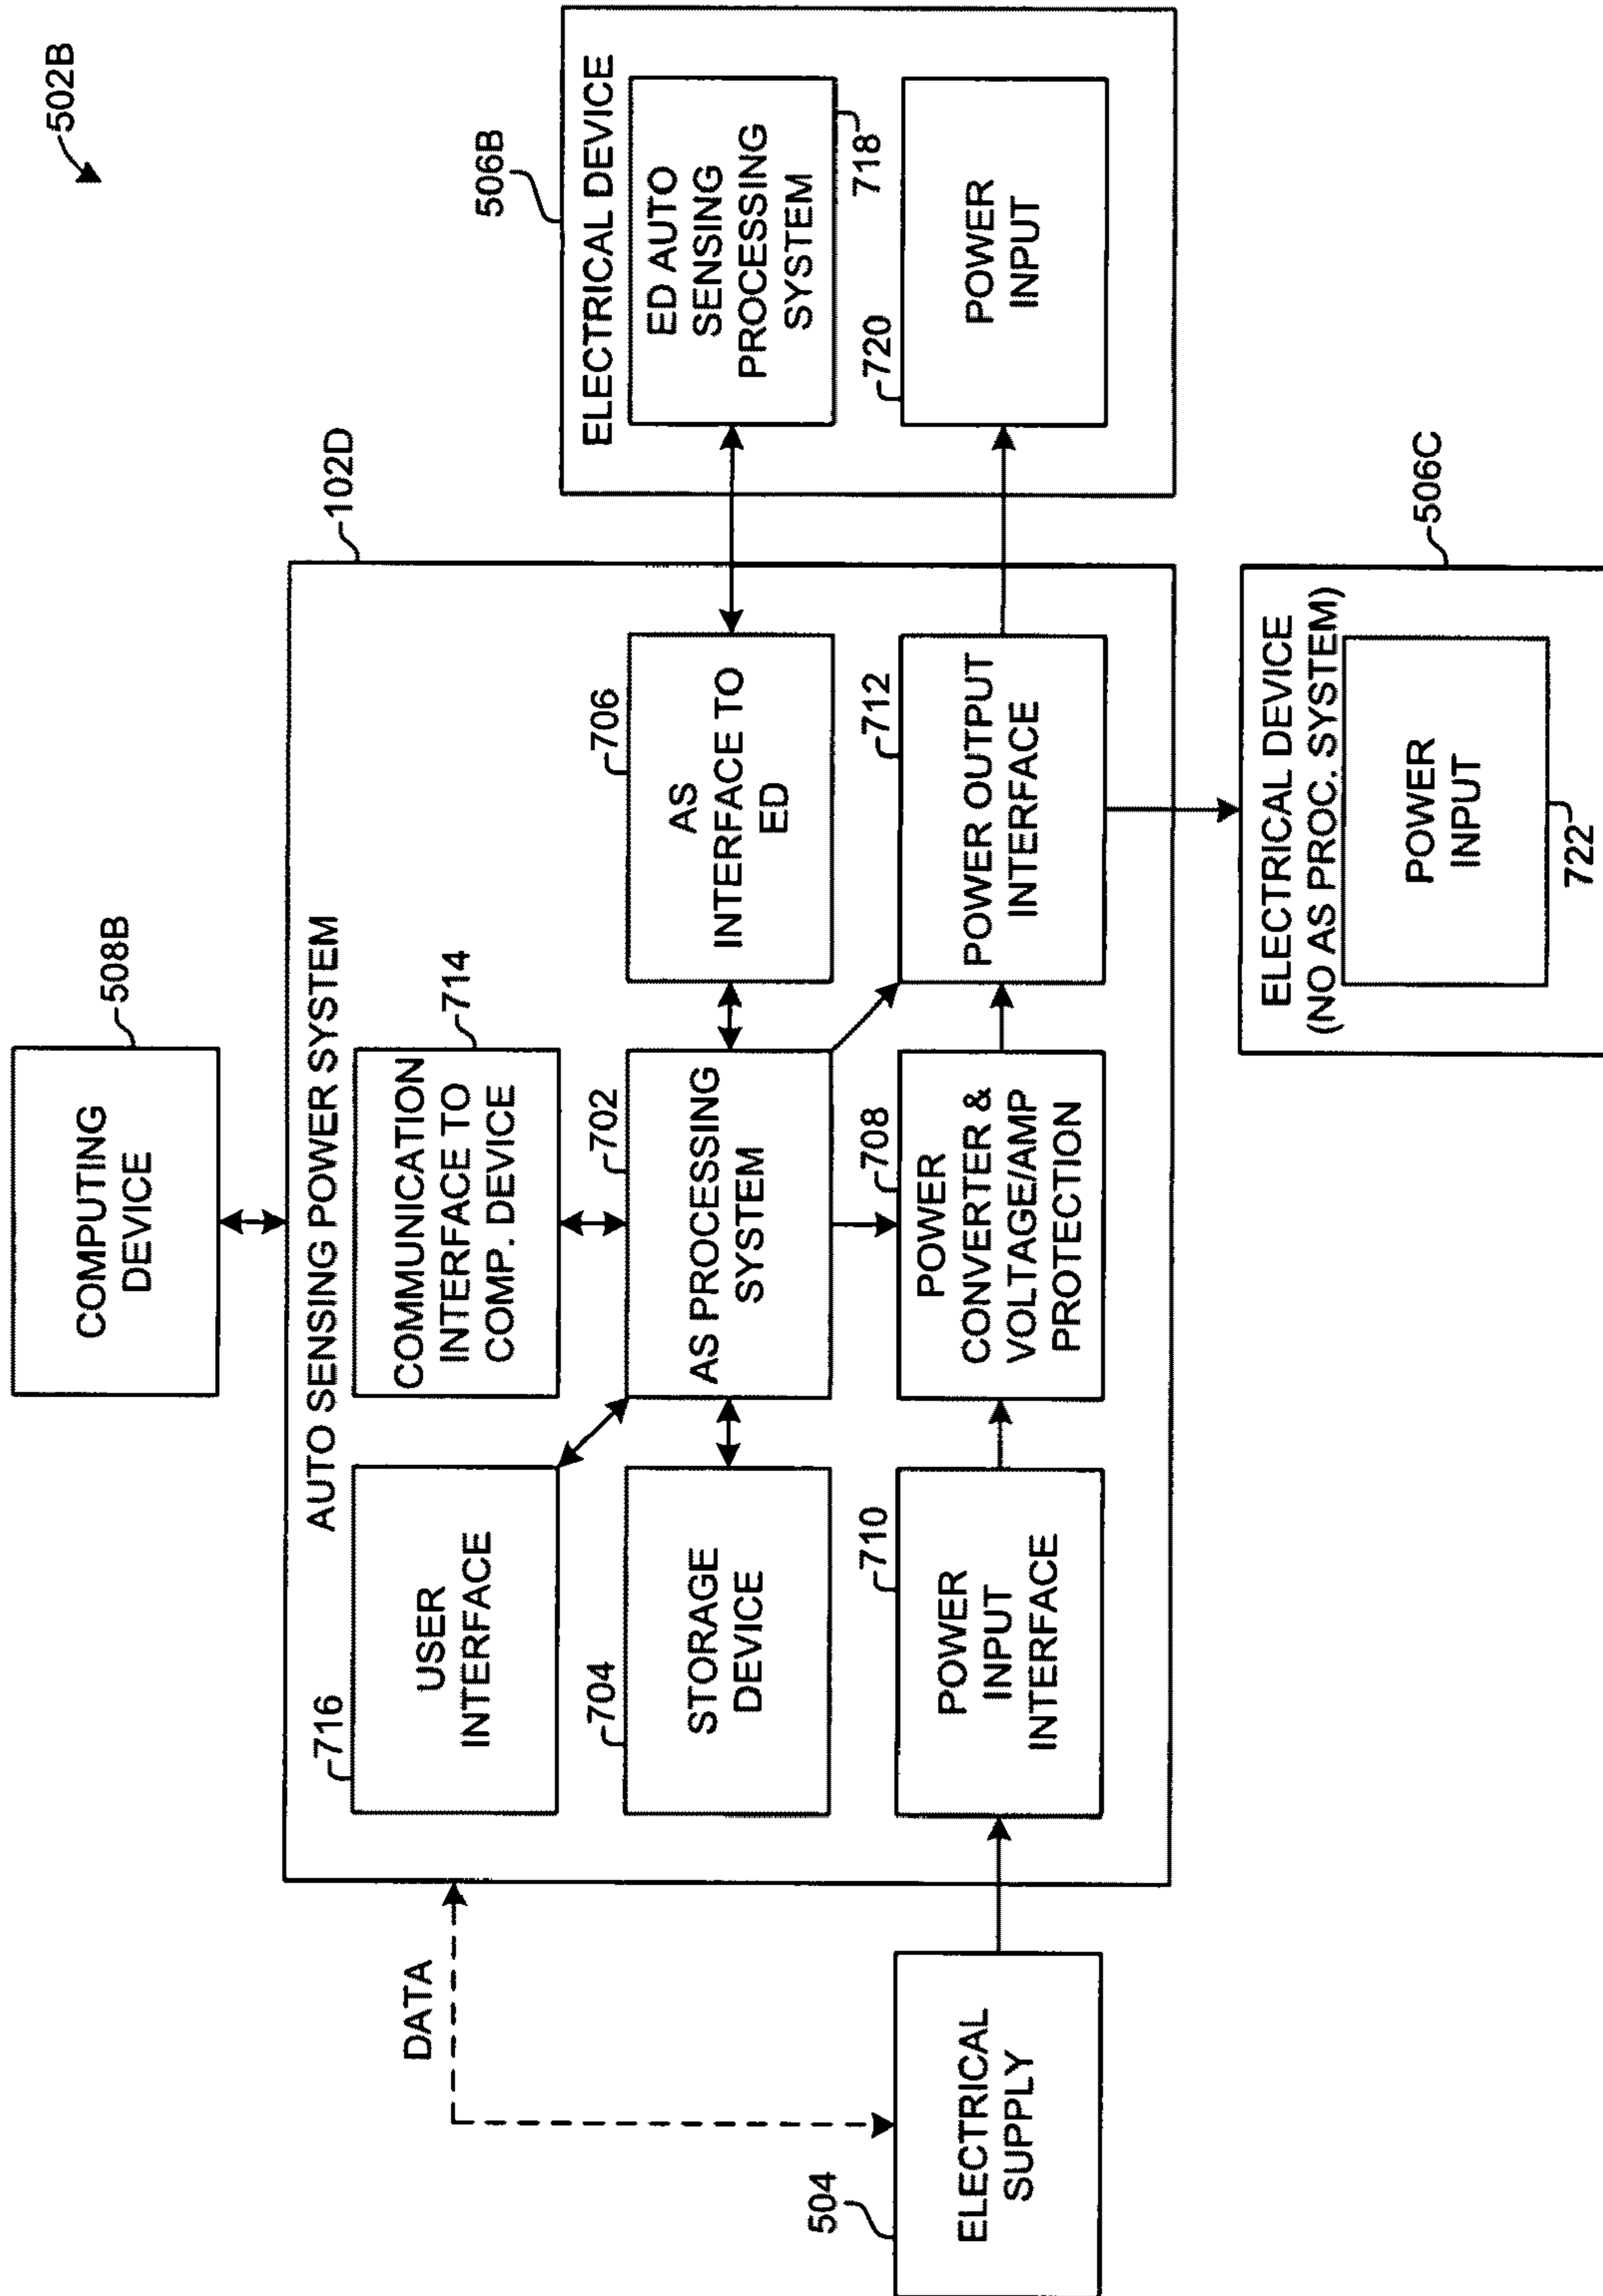 502B
COMPUTING
DEVICE
508B
AUTO SENSING POWER SYSTEM
102D
506B
ELECTRICAL DEVICE
716
USER
INTERFACE
COMMUNICATION
INTERFACE TO
COMP. DEVICE
714
DATA
704
STORAGE
DEVICE
702
AS PROCESSING
SYSTEM
706
AS
INTERFACE TO
ED
ED AUTO
SENSING
PROCESSING
SYSTEM
718
504
ELECTRICAL
SUPPLY
710
POWER
INPUT
INTERFACE
708
POWER
CONVERTER &
VOLTAGE/AMP
PROTECTION
712
POWER OUTPUT
INTERFACE
720
POWER
INPUT
506C
ELECTRICAL DEVICE
(NO AS PROC. SYSTEM)
POWER
INPUT
722